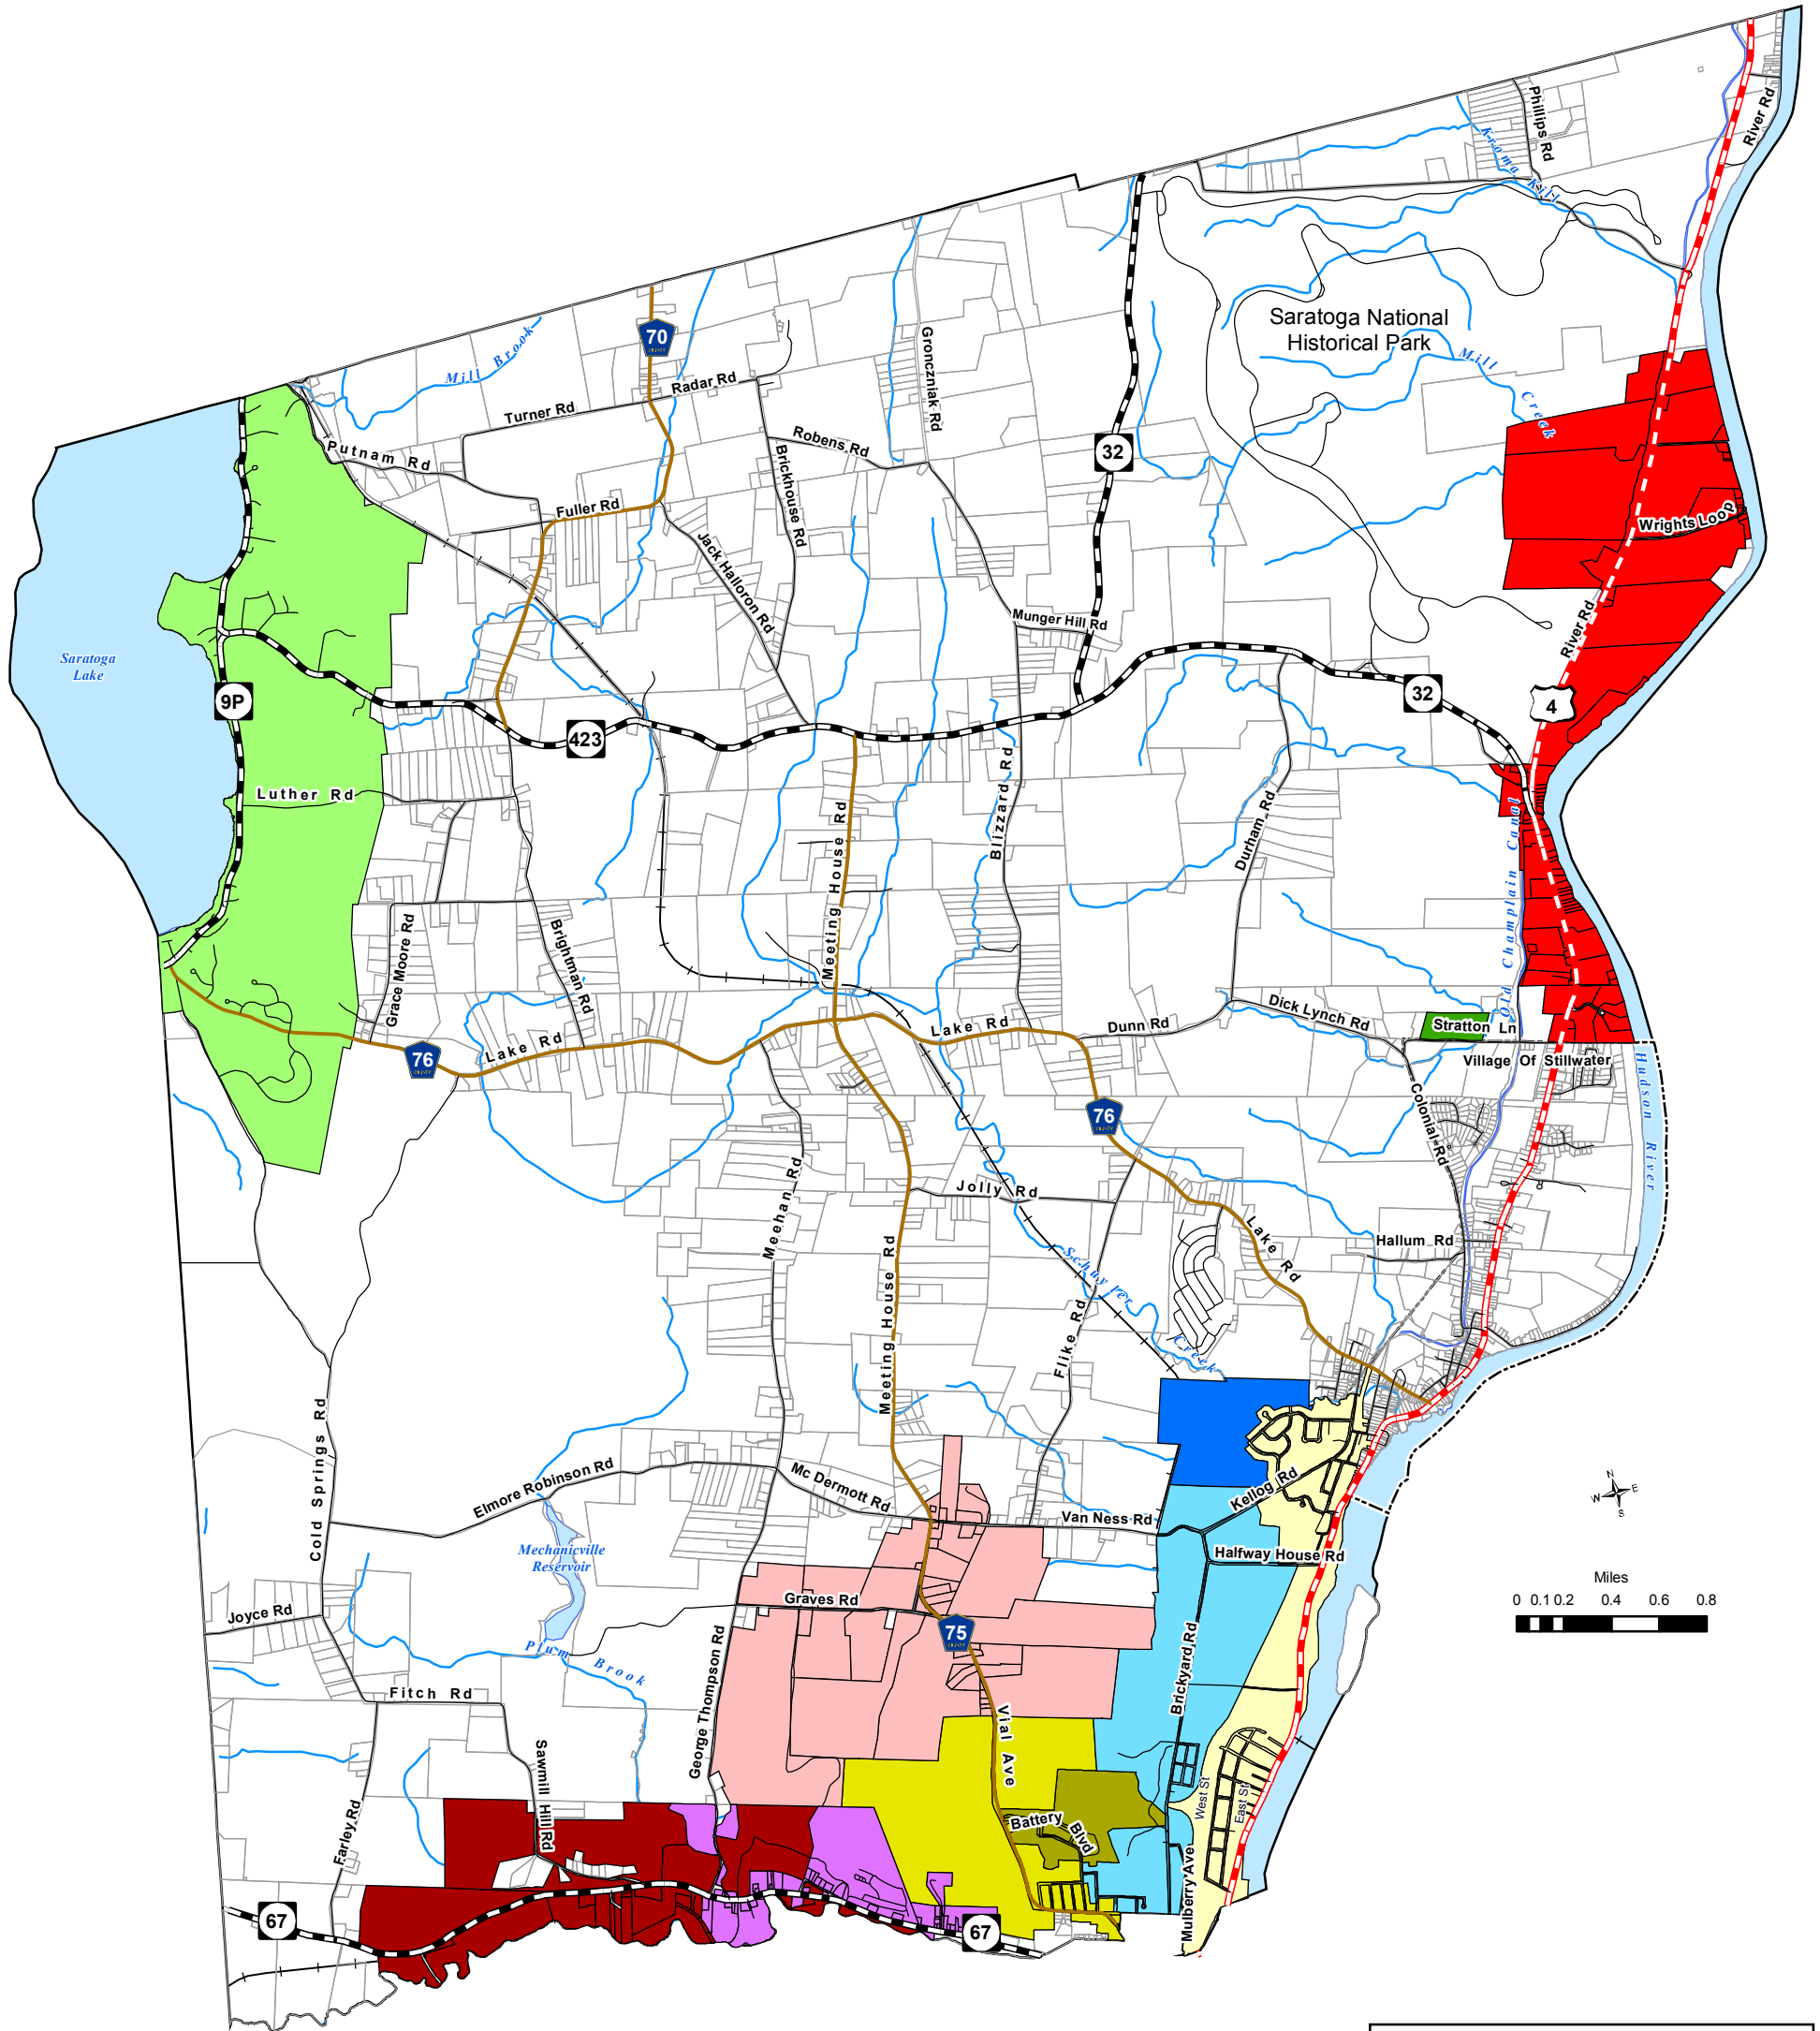 Phillips Rd
River Rd
Kroma Kill
Saratoga National
Historical Park
Mill Creek
Mill Brook
70
COUNTY
Radar Rd
Turner Rd
Gronczniak Rd
Putnam Rd
Robens Rd
32
Brickhouse Rd
Fuller Rd
Wrights Loop
Jack Halloron Rd
Munger Hill Rd
River Rd
Saratoga
Lake
9P
32
4
423
Luther Rd
Blizzard Rd
Durham Rd
Meeting House Rd
Old Champlain Canal
Grace Moore Rd
Brightman Rd
Dick Lynch Rd
Stratton Ln
Lake Rd
Dunn Rd
76
COUNTY
Lake Rd
Village Of Stillwater
Hudson River
76
COUNTY
Colonial Rd
Meehan Rd
Jolly Rd
Lake Rd
Hallum Rd
Meeting House Rd
Schuyler Creek
Flike Rd
Cold Springs Rd
Elmore Robinson Rd
Mc Dermott Rd
Kellog Rd
N
W
E
S
Van Ness Rd
Mechanicville
Reservoir
Halfway House Rd
Miles
0 0.1 0.2 0.4 0.6 0.8
Joyce Rd
Graves Rd
75
COUNTY
Plum Brook
George Thompson Rd
Brickyard Rd
Fitch Rd
Vial Ave
Sawmill Hill Rd
West St
East St
Farley Rd
Battery Blvd
Mulberry Ave
67
67